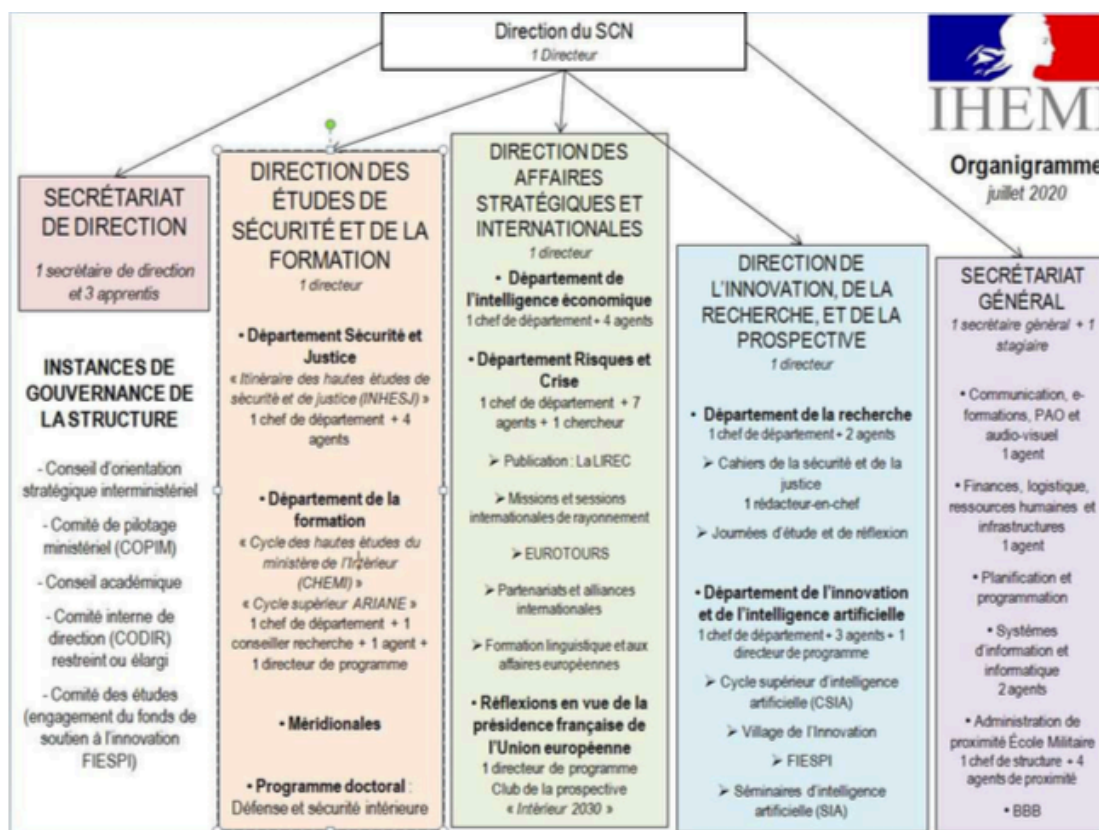 Direction du SCN
1 Directeur
IHEMI
Organigramme
juillet 2020
SECRÉTARIAT
DE DIRECTION
1 secrétaire de direction
et 3 apprentis
INSTANCES DE
GOUVERNANCE DE
LA STRUCTURE
- Conseil d'orientation
stratégique interministériel
- Comité de pilotage
ministériel (COPIM)
- Conseil académique
- Comité interne de
direction (CODIR)
restreint ou élargi
- Comité des études
(engagement du fonds de
soutien à l'innovation
FIESPI)
DIRECTION DES
ÉTUDES DE
SÉCURITÉ ET DE LA
FORMATION
1 directeur
• Département Sécurité et
Justice
« Itinéraire des hautes études de
sécurité et de justice (INHESJ) »
1 chef de département + 4
agents
• Département de la
formation
« Cycle des hautes études du
ministère de l'Intérieur
(CHEMI) »
« Cycle supérieur ARIANE »
1 chef de département + 1
conseiller recherche + 1 agent +
1 directeur de programme
• Méridionales
• Programme doctoral :
Défense et sécurité intérieure
DIRECTION DES
AFFAIRES
STRATÉGIQUES ET
INTERNATIONALES
1 directeur
• Département de
l'intelligence économique
1 chef de département + 4 agents
• Département Risques et
Crise
1 chef de département + 7
agents + 1 chercheur
➢ Publication : La LIREC
➢ Missions et sessions
internationales de rayonnement
➢ EUROTOURS
➢ Partenariats et alliances
internationales
➢ Formation linguistique et aux
affaires européennes
• Réflexions en vue de la
présidence française de
l'Union européenne
1 directeur de programme
Club de la prospective
« Intérieur 2030 »
DIRECTION DE
L'INNOVATION, DE LA
RECHERCHE, ET DE LA
PROSPECTIVE
1 directeur
• Département de la recherche
1 chef de département + 2 agents
➢ Cahiers de la sécurité et de la
justice
1 rédacteur-en-chef
➢ Journées d'étude et de réflexion
• Département de l'innovation
et de l'intelligence artificielle
1 chef de département + 3 agents + 1
directeur de programme
➢ Cycle supérieur d'intelligence
artificielle (CSIA)
➢ Village de l'Innovation
➢ FIESPI
➢ Séminaires d'intelligence
artificielle (SIA)
SECRÉTARIAT
GÉNÉRAL
1 secrétaire général + 1
stagiaire
• Communication, e-
formations, PAO et
audio-visuel
1 agent
• Finances, logistique,
ressources humaines et
infrastructures
1 agent
• Planification et
programmation
• Systèmes
d'information et
informatique
2 agents
• Administration de
proximité École Militaire
1 chef de structure + 4
agents de proximité
• BBB